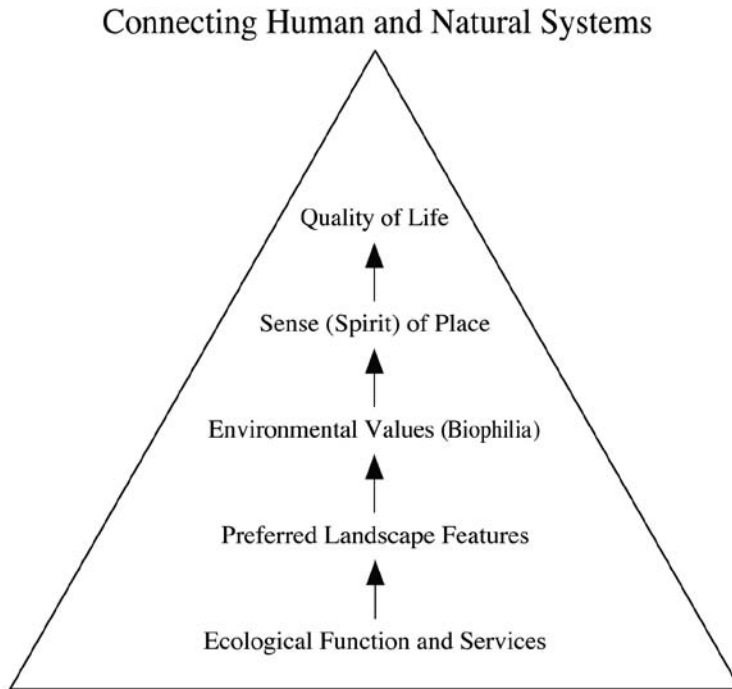 Connecting Human and Natural Systems
Quality of Life
Sense (Spirit) of Place
Environmental Values (Biophilia)
Preferred Landscape Features
Ecological Function and Services